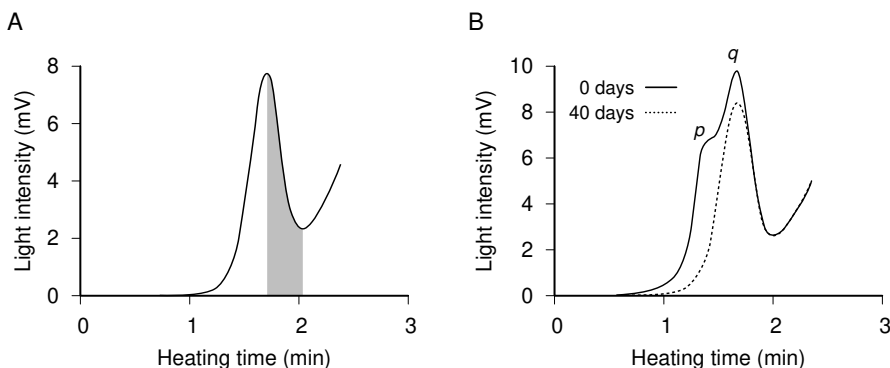 A
Light intensity (mV)
8
6
4
2
0
0 1 2 3
Heating time (min)
B
Light intensity (mV)
10
8
6
4
2
0
0 days
40 days
p
q
0 1 2 3
Heating time (min)